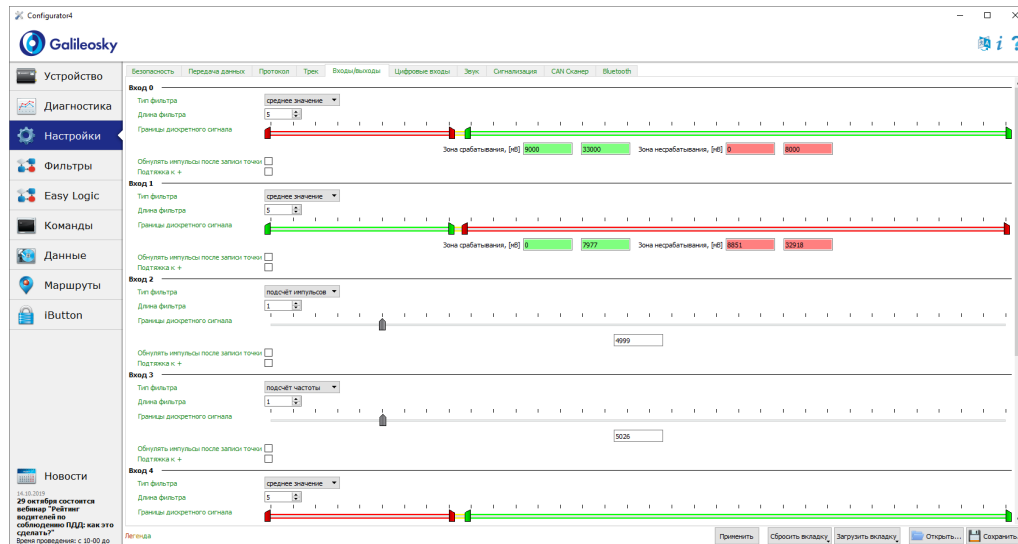 Configurator4
Galileosky
Устройство
Диагностика
Настройки
Фильтры
Easy Logic
Команды
Данные
Маршруты
iButton
Новости
14.10.2019
29 октября состоится
вебинар "Рейтинг
водителей по
соблюдению ПДД: как это
сделать?"
Время проведения: с 10-00 до
Безопасность Передача данных Протокол Трек Входы/выходы Цифровые входы Звук Сигнализация CAN Сканер Bluetooth
Вход 0
Тип фильтра среднее значение
Длина фильтра 5
Границы дискретного сигнала
Зона срабатывания, [мВ] 9000 33000 Зона несрабатывания, [мВ] 0 8000
Обнулять импульсы после записи точки
Подтяжка к +
Вход 1
Тип фильтра среднее значение
Длина фильтра 5
Границы дискретного сигнала
Зона срабатывания, [мВ] 0 7977 Зона несрабатывания, [мВ] 8851 32918
Обнулять импульсы после записи точки
Подтяжка к +
Вход 2
Тип фильтра подсчёт импульсов
Длина фильтра 1
Границы дискретного сигнала
4999
Обнулять импульсы после записи точки
Подтяжка к +
Вход 3
Тип фильтра подсчёт частоты
Длина фильтра 1
Границы дискретного сигнала
5026
Обнулять импульсы после записи точки
Подтяжка к +
Вход 4
Тип фильтра среднее значение
Длина фильтра 5
Границы дискретного сигнала
Легенда
Применить Сбросить вкладку Загрузить вкладку Открыть... Сохранить